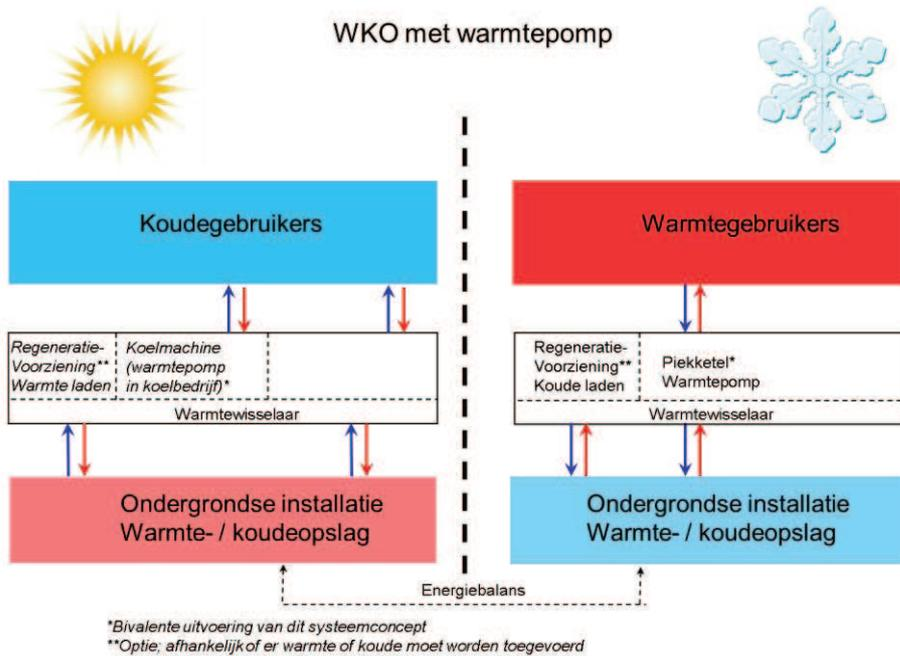 WKO met warmtepomp
Koudegebruikers
Regeneratie-
Voorziening**
Warmte laden
Koelmachine
(warmtepomp
in koelbedrijf)*
Warmtewisselaar
Ondergrondse installatie
Warmte- / koudeopslag
Warmtegebruikers
Regeneratie-
Voorziening**
Koude laden
Piekketel*
Warmtepomp
Warmtewisselaar
Ondergrondse installatie
Warmte- / koudeopslag
Energiebalans
*Bivalente uitvoering van dit systeemconcept
**Optie; afhankelijk of er warmte of koude moet worden toegevoerd